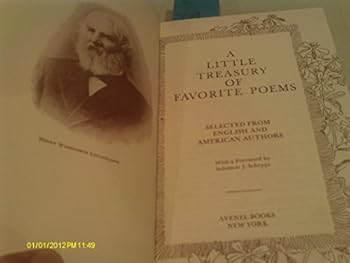 HENRY WADSWORTH LONGFELLOW
A
LITTLE
TREASURY
OF
FAVORITE POEMS
SELECTED FROM
ENGLISH AND
AMERICAN AUTHORS
With a Foreword by
Solomon J. Schepps
AVENEL BOOKS
NEW YORK
01/01/2012 PM 11:49